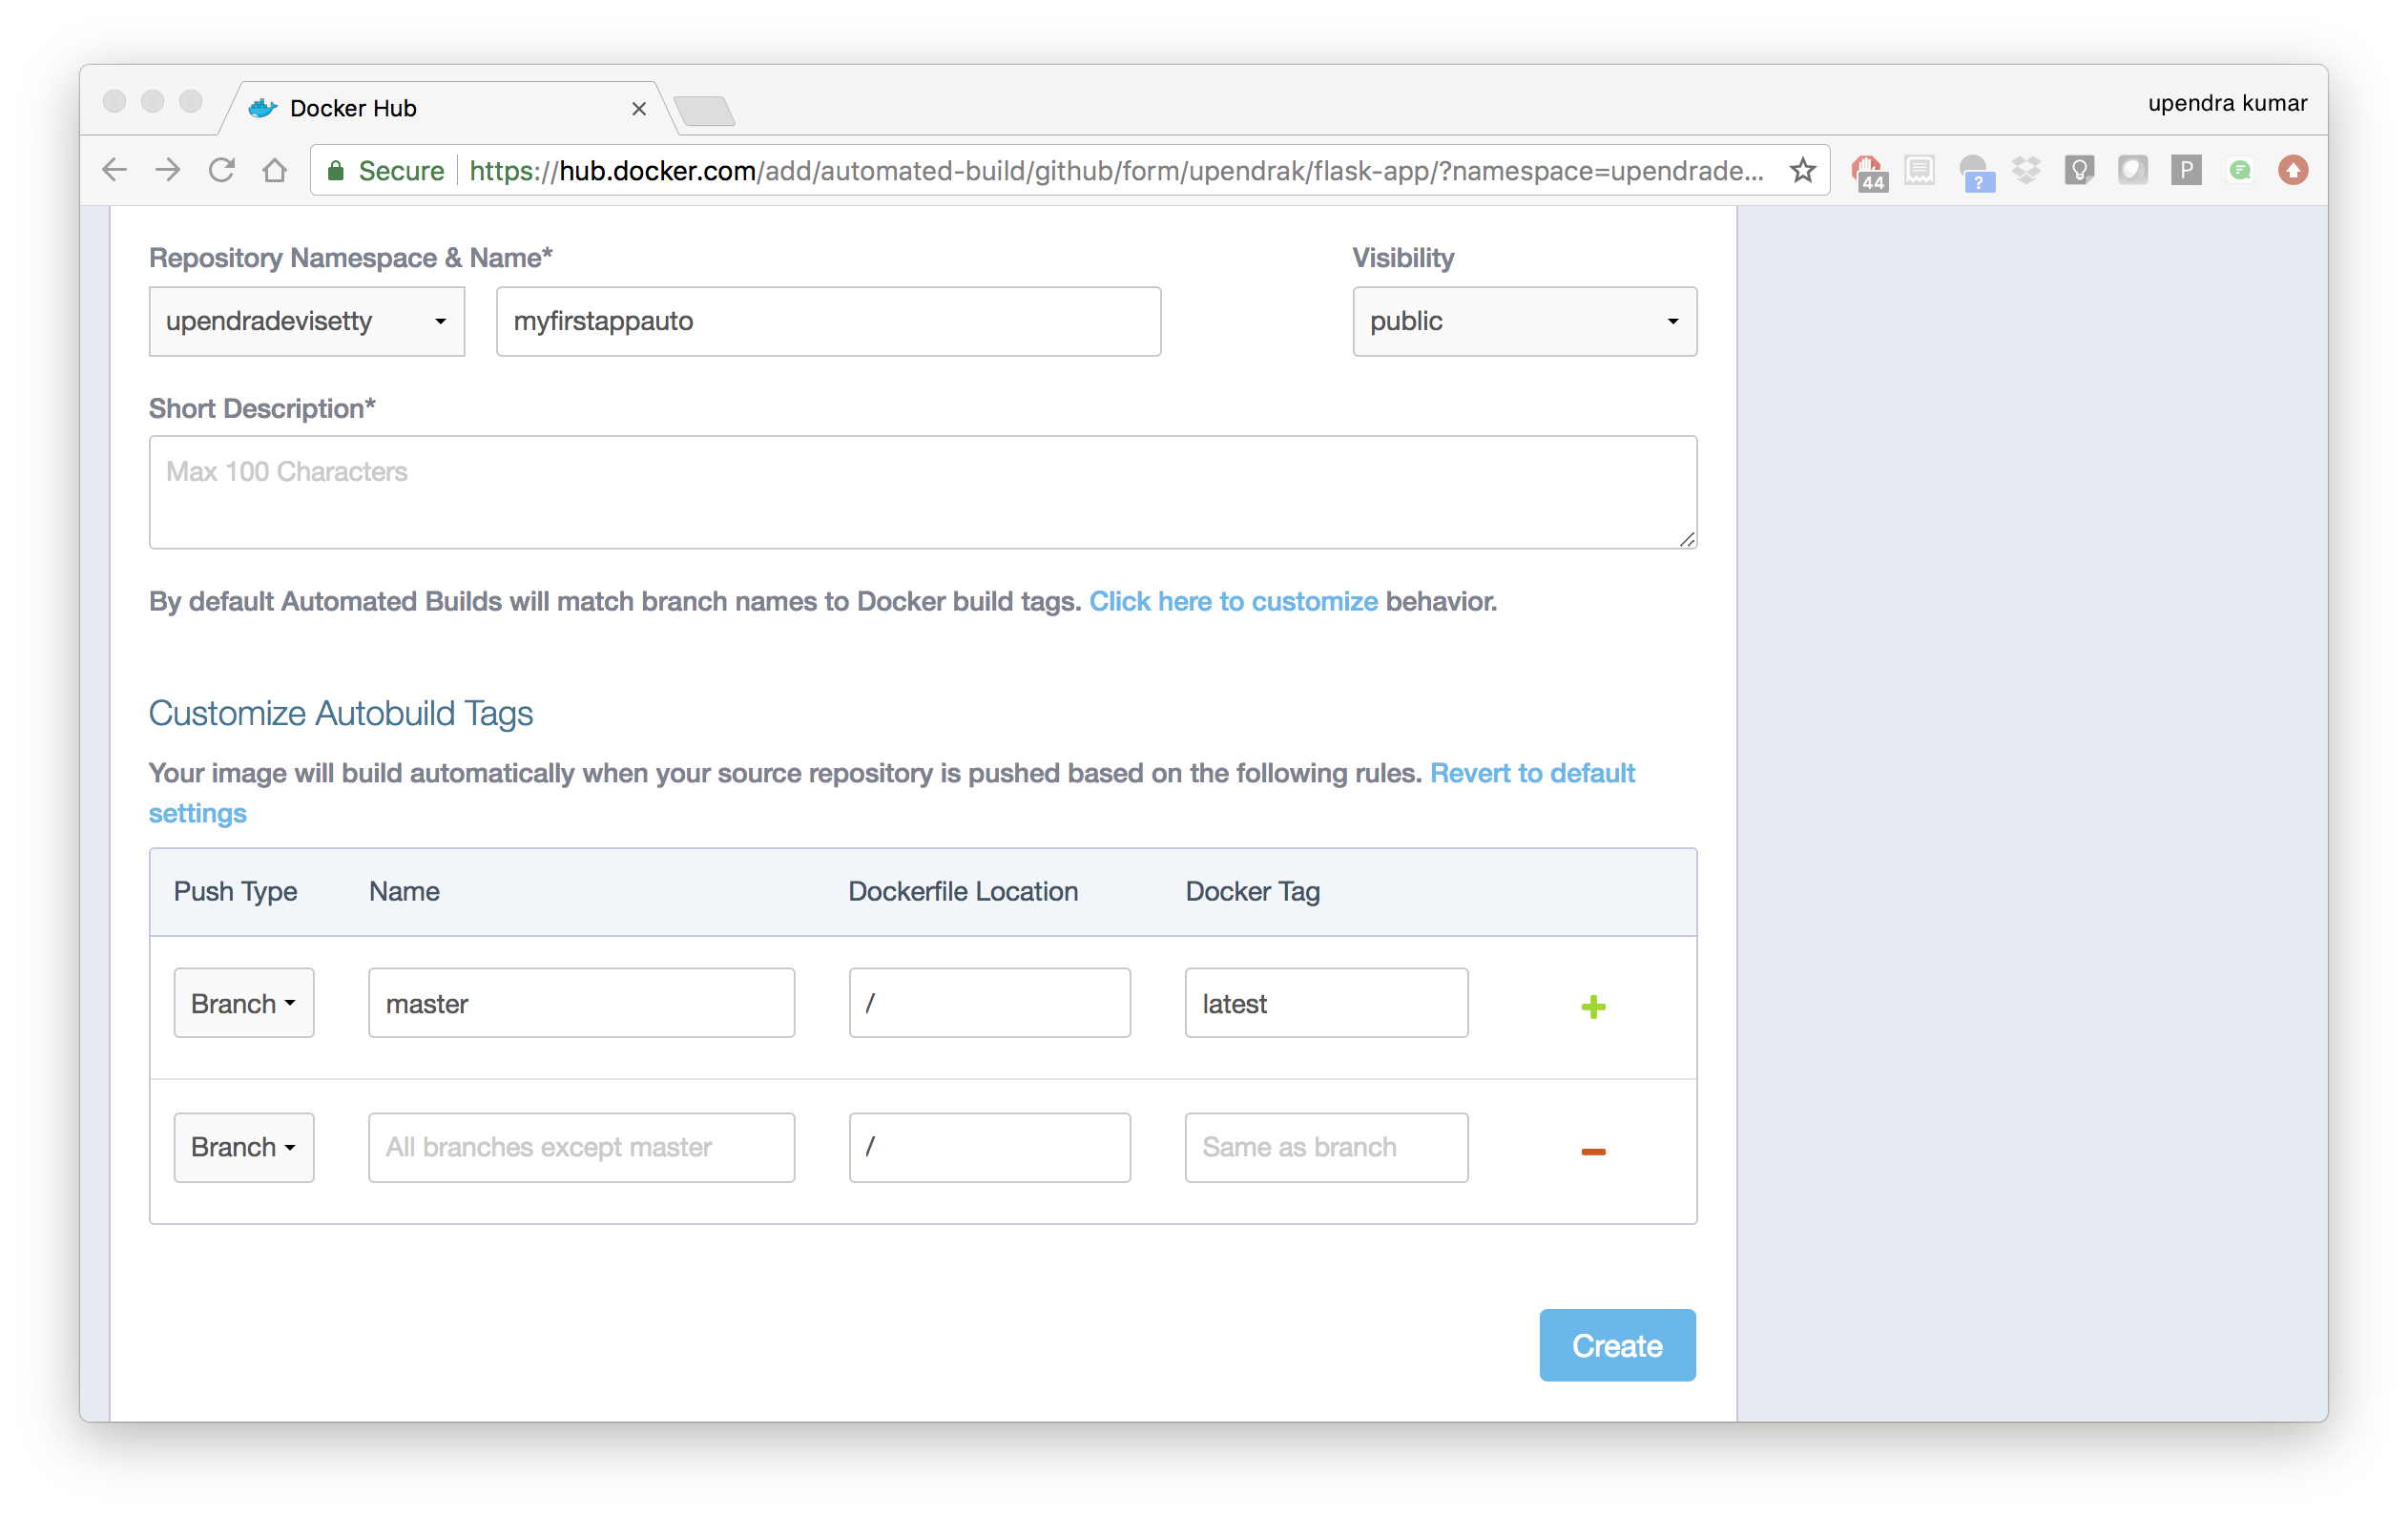 Docker Hub
upendra kumar
Secure https://hub.docker.com/add/automated-build/github/form/upendrak/flask-app/?namespace=upendrade...
44
?
P
Repository Namespace & Name*
Visibility
upendradevisetty
myfirstappauto
public
Short Description*
Max 100 Characters
By default Automated Builds will match branch names to Docker build tags. Click here to customize behavior.
Customize Autobuild Tags
Your image will build automatically when your source repository is pushed based on the following rules. Revert to default
settings
Push Type Name Dockerfile Location Docker Tag
Branch master / latest
Branch All branches except master / Same as branch
Create